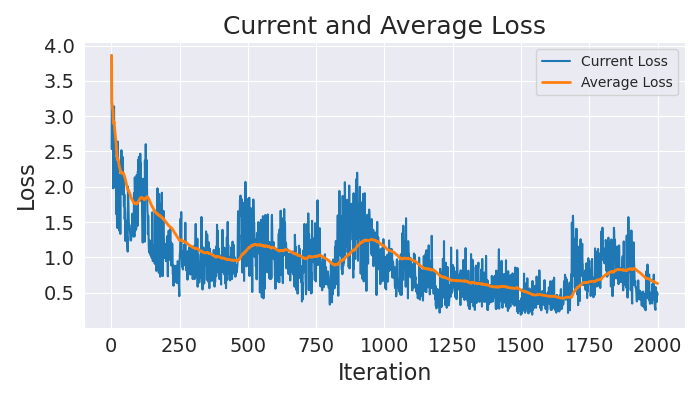 Current and Average Loss
4.0
3.5
3.0
2.5
2.0
1.5
1.0
0.5
Loss
Current Loss
Average Loss
0 250 500 750 1000 1250 1500 1750 2000
Iteration